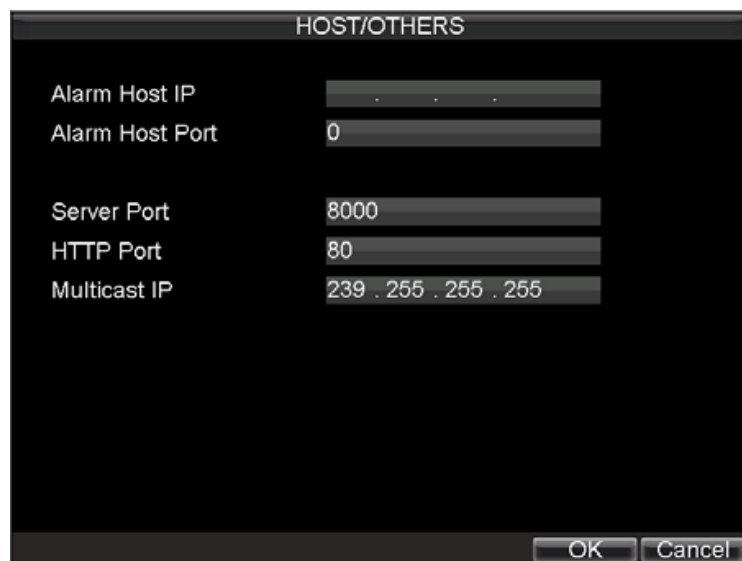 HOST/OTHERS
Alarm Host IP . . .
Alarm Host Port 0
Server Port 8000
HTTP Port 80
Multicast IP 239 . 255 . 255 . 255
OK Cancel